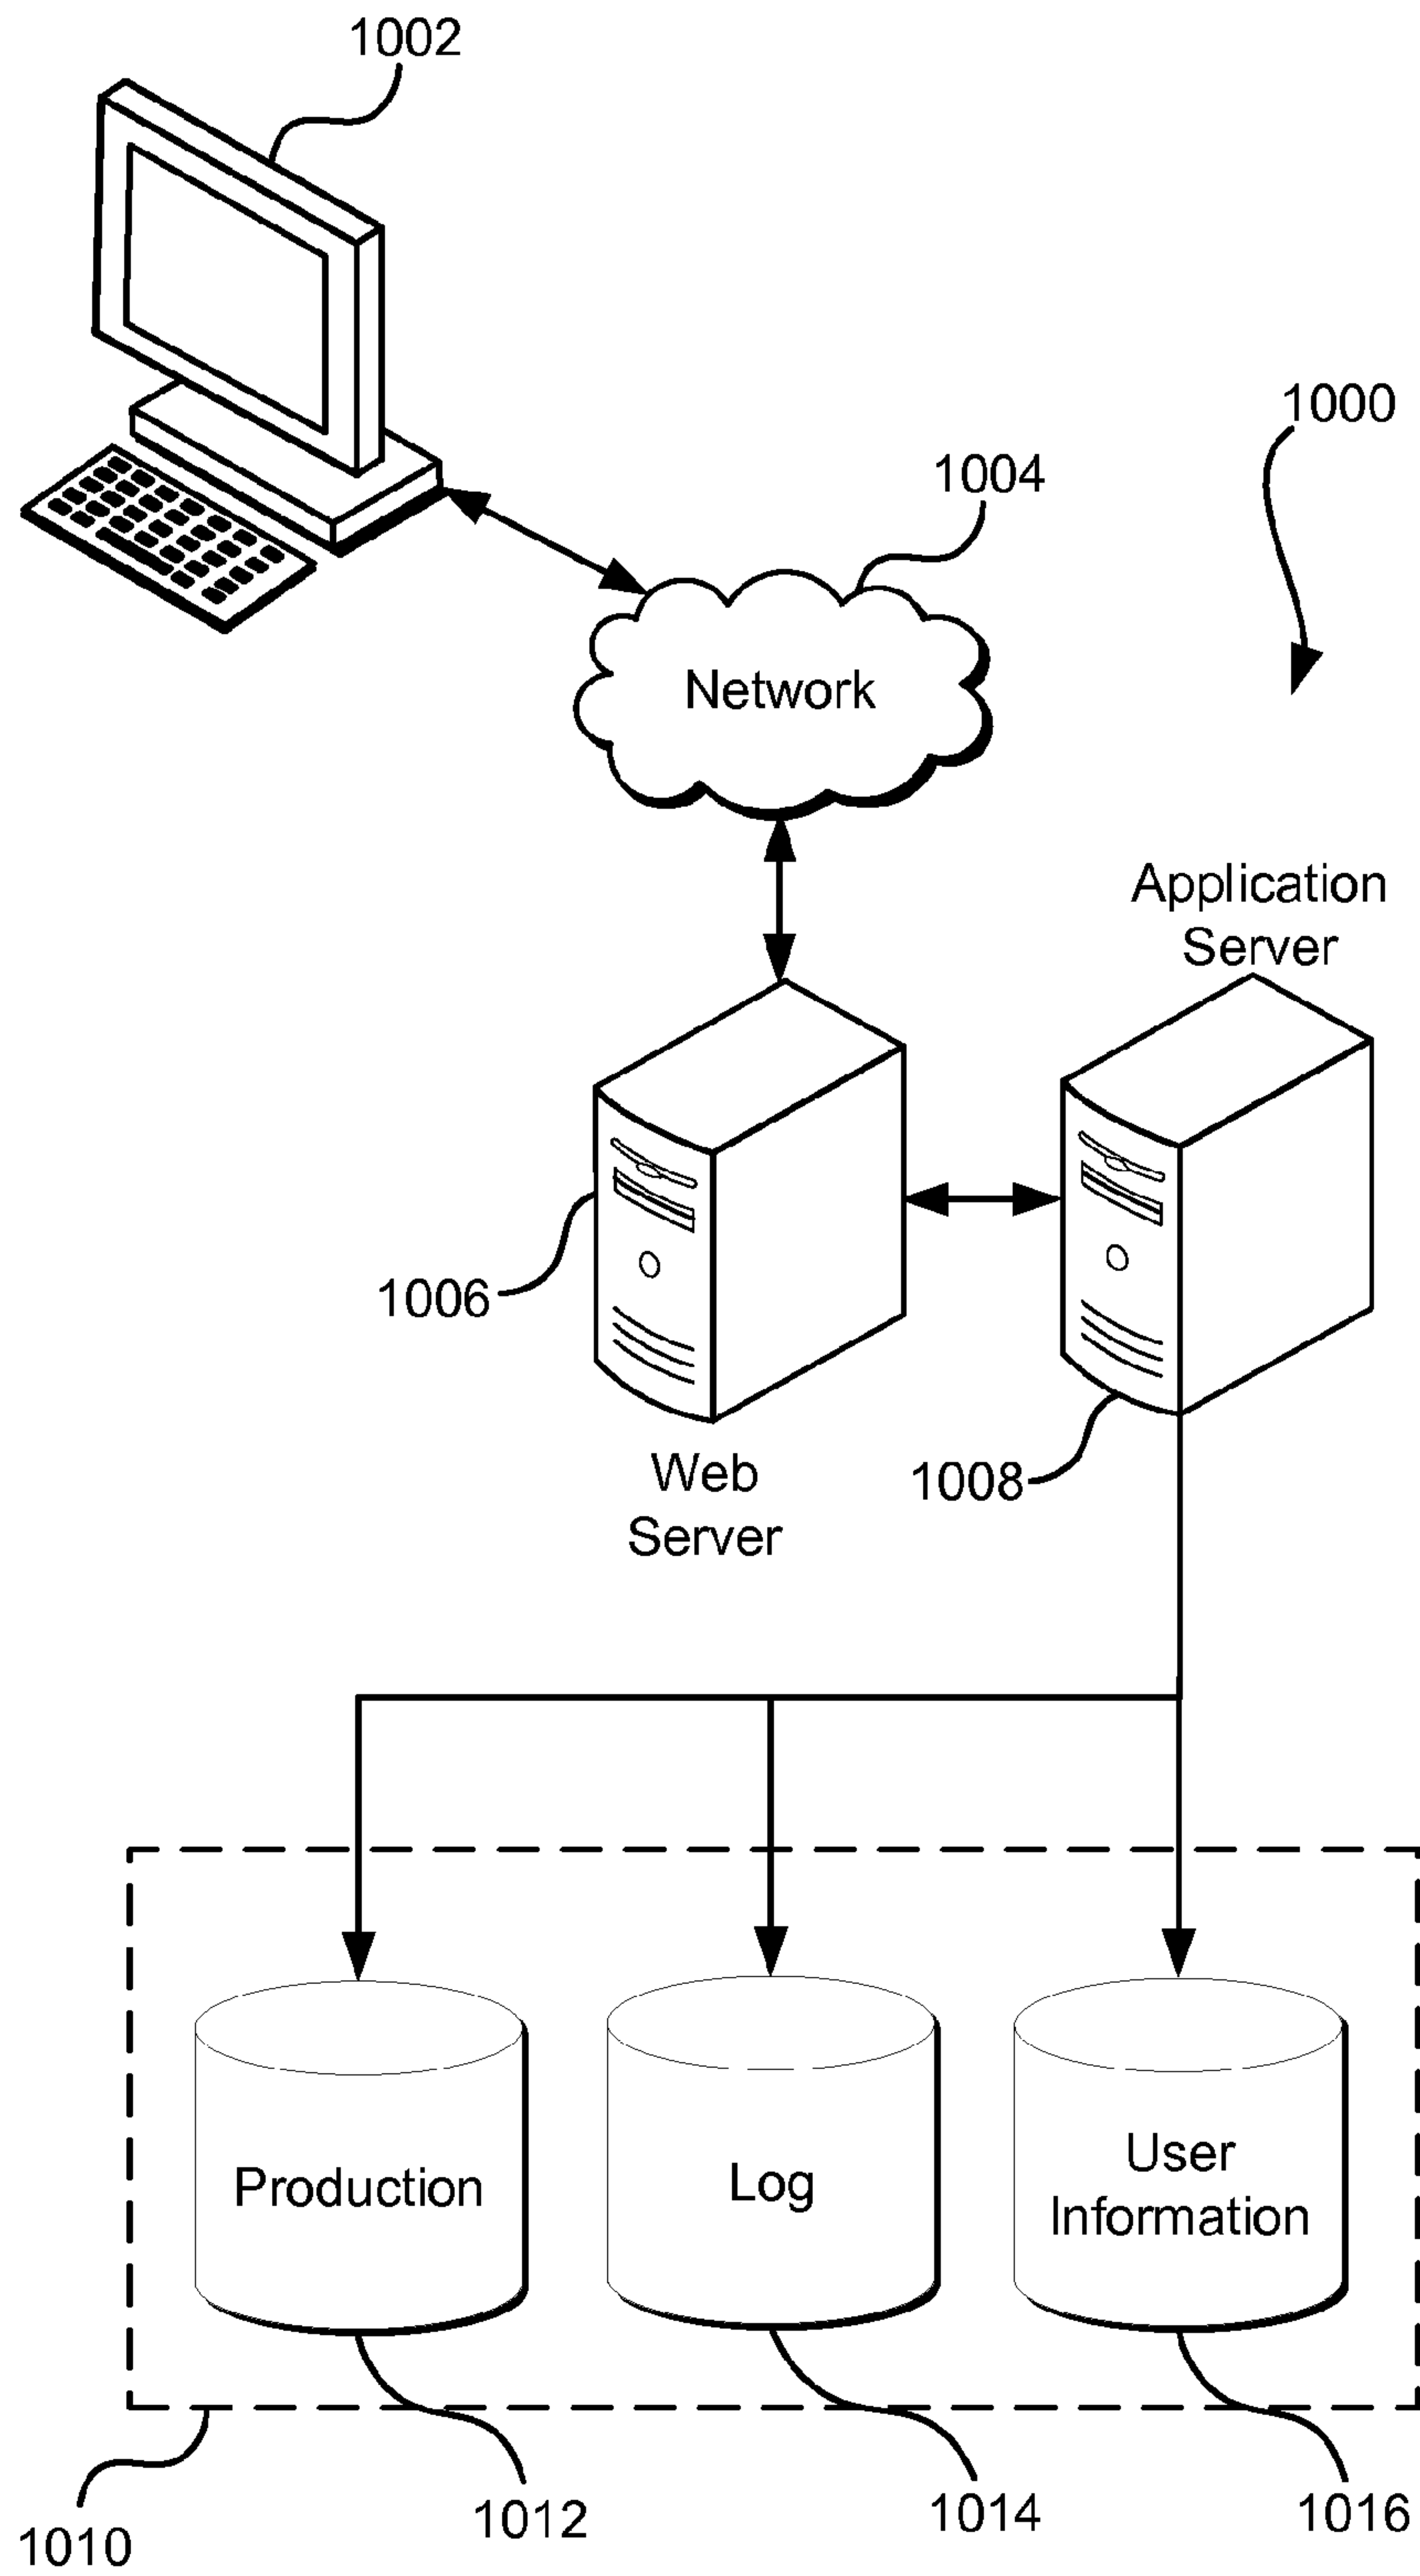 1002
1000
1004
Network
Application
Server
1006
Web
Server
1008
Production
Log
User
Information
1010
1012
1014
1016